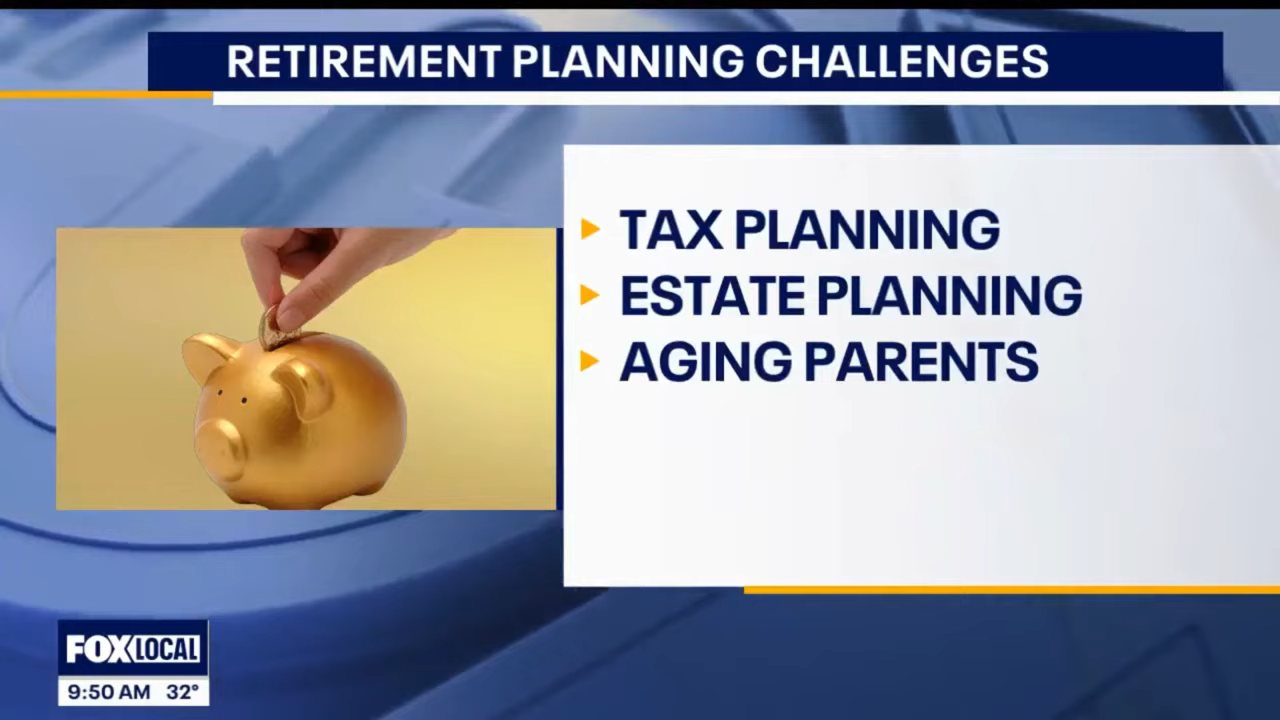 RETIREMENT PLANNING CHALLENGES
TAX PLANNING
ESTATE PLANNING
AGING PARENTS
FOX LOCAL
9:50 AM 32°